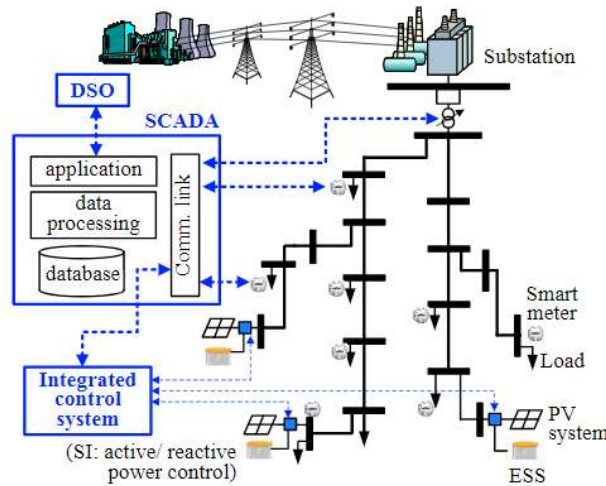 Substation
DSO
SCADA
application
data
processing
database
Comm. link
Smart
meter
Load
Integrated
control
system
(SI: active/ reactive
power control)
PV
system
ESS